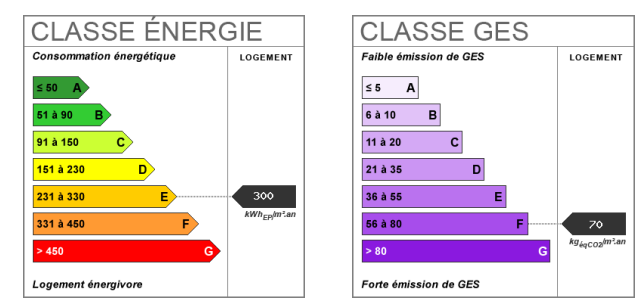 CLASSE ÉNERGIE
Consommation énergétique
LOGEMENT
≤ 50 A
51 à 90 B
91 à 150 C
151 à 230 D
231 à 330 E
300
kWhEP/m².an
331 à 450 F
> 450 G
Logement énergivore
CLASSE GES
Faible émission de GES
LOGEMENT
≤ 5 A
6 à 10 B
11 à 20 C
21 à 35 D
36 à 55 E
56 à 80 F
70
kgéqCO2/m².an
> 80 G
Forte émission de GES